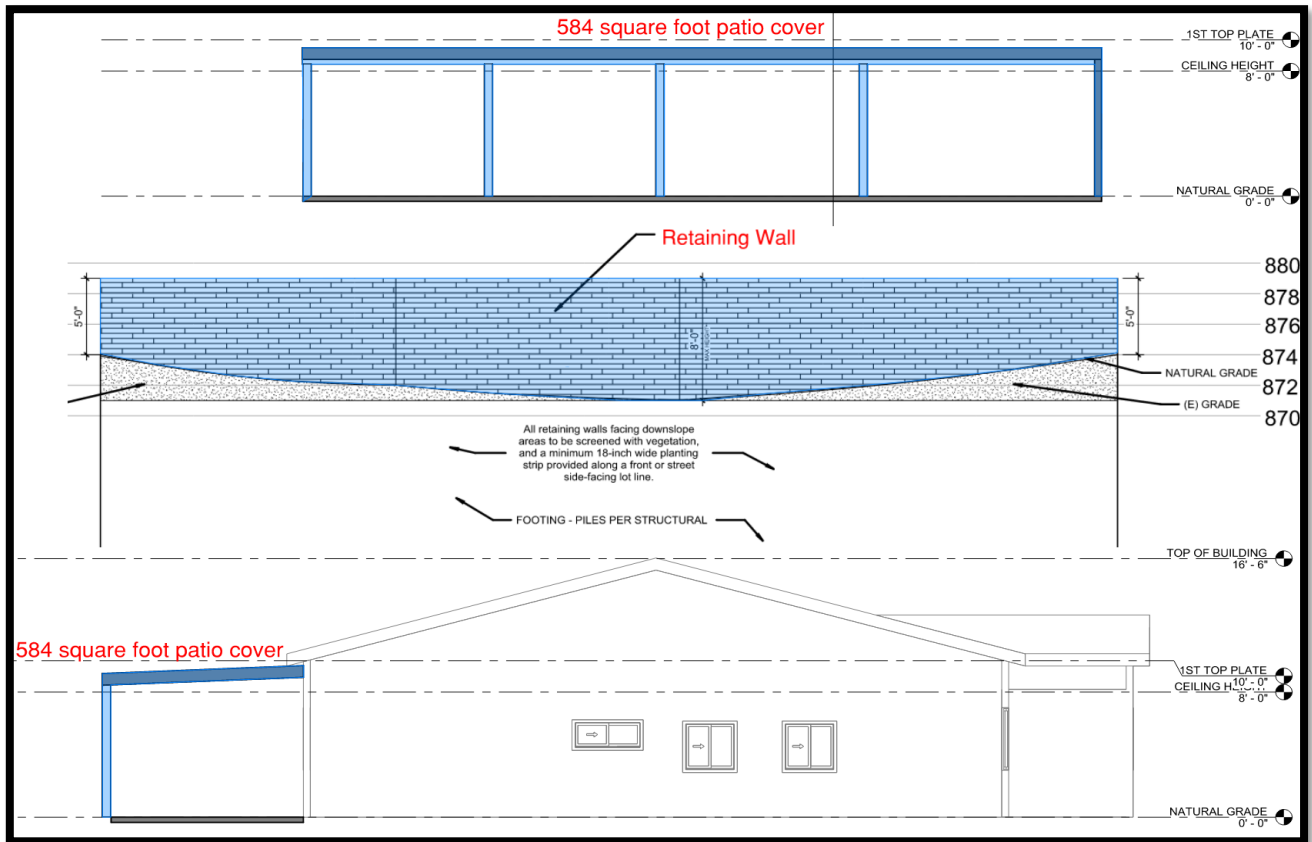 584 square foot patio cover
1ST TOP PLATE
10' - 0"
CEILING HEIGHT
8' - 0"
NATURAL GRADE
0' - 0"
Retaining Wall
880
878
876
874
872
870
5'-0"
8'-0"
MAX HEIGHT
5'-0"
NATURAL GRADE
(E) GRADE
All retaining walls facing downslope
areas to be screened with vegetation,
and a minimum 18-inch wide planting
strip provided along a front or street
side-facing lot line.
FOOTING - PILES PER STRUCTURAL
TOP OF BUILDING
16' - 6"
584 square foot patio cover
1ST TOP PLATE
10' - 0"
CEILING HEIGHT
8' - 0"
NATURAL GRADE
0' - 0"